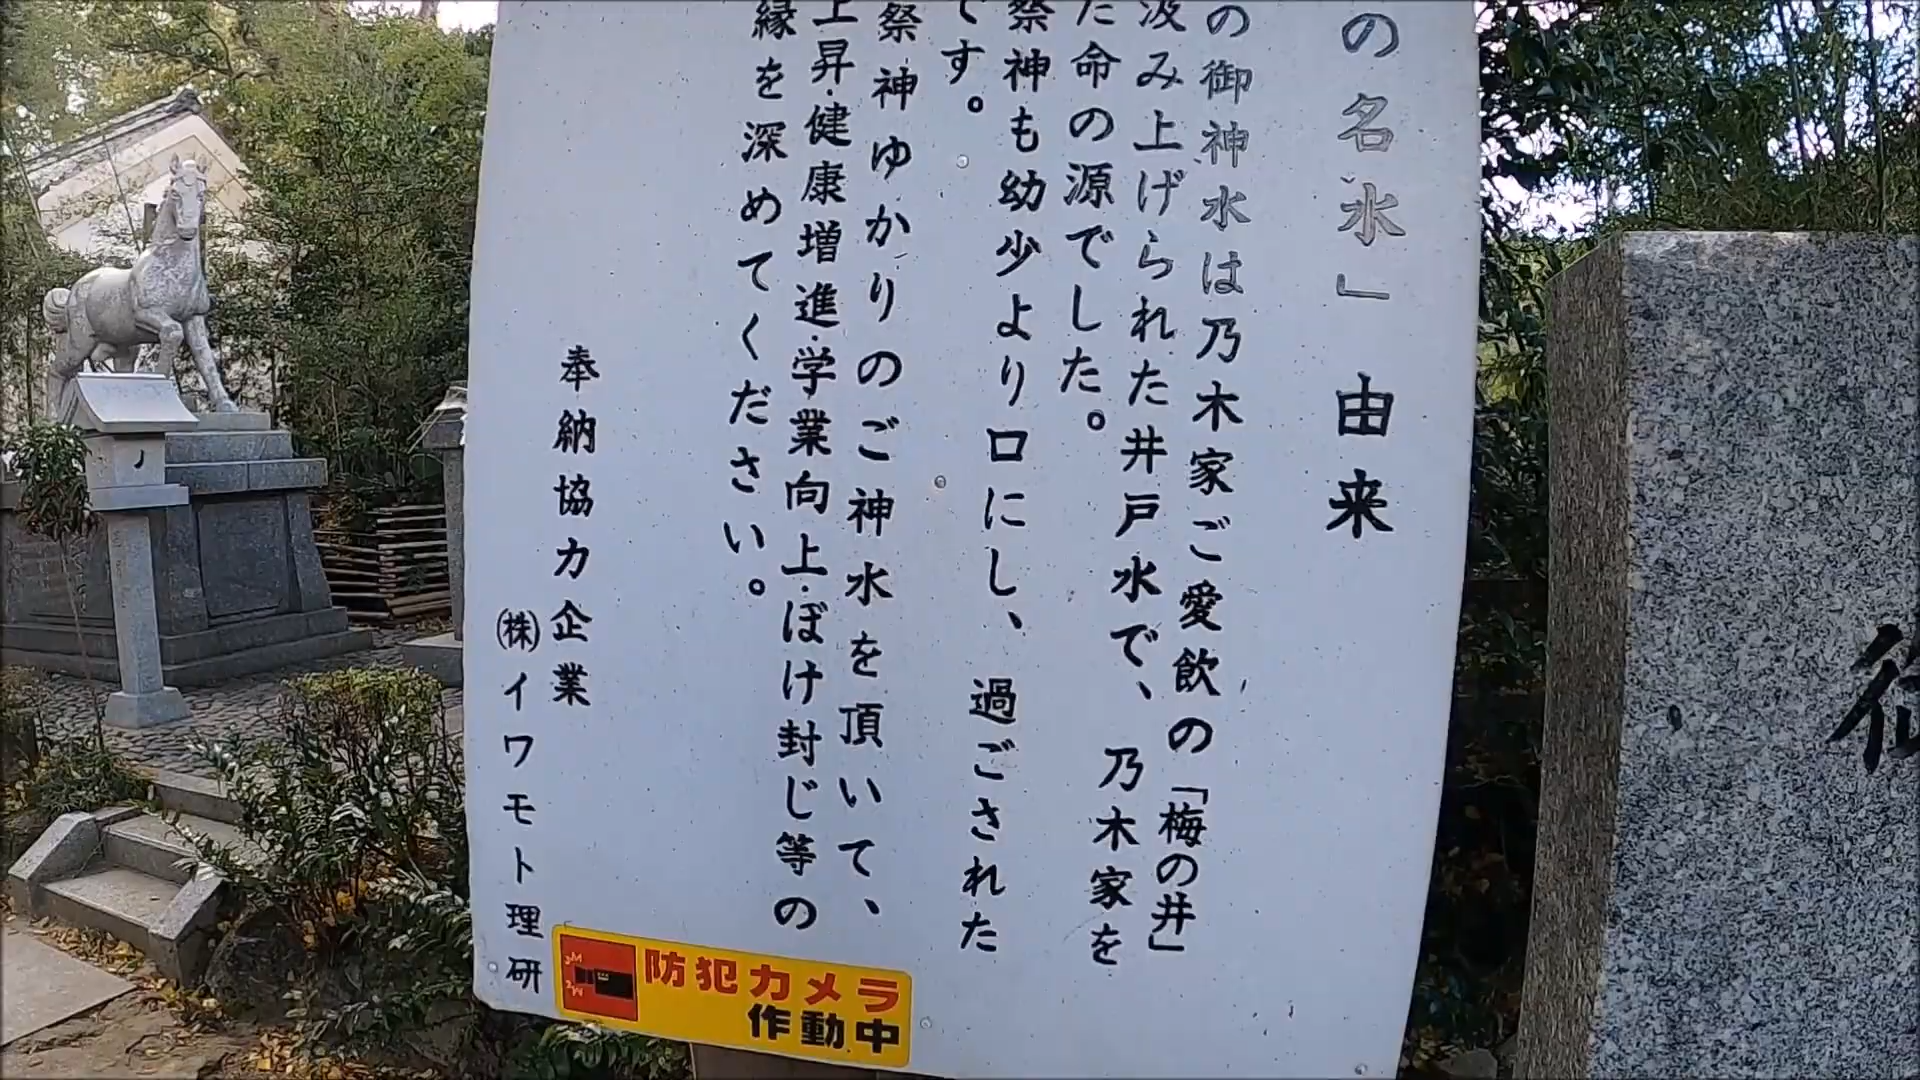 の名水」由来
の御神水は乃木家ご愛飲の「梅の井」
汲み上げられた井戸水で、乃木家を
た命の源でした。
祭神も幼少より口にし、過ごされた
です。
祭神ゆかりのご神水を頂いて、
上昇・健康増進・学業向上・ぼけ封じ等の
縁を深めてください。
奉納協力企業
㈱イワモト理研
防犯カメラ
作動中
御